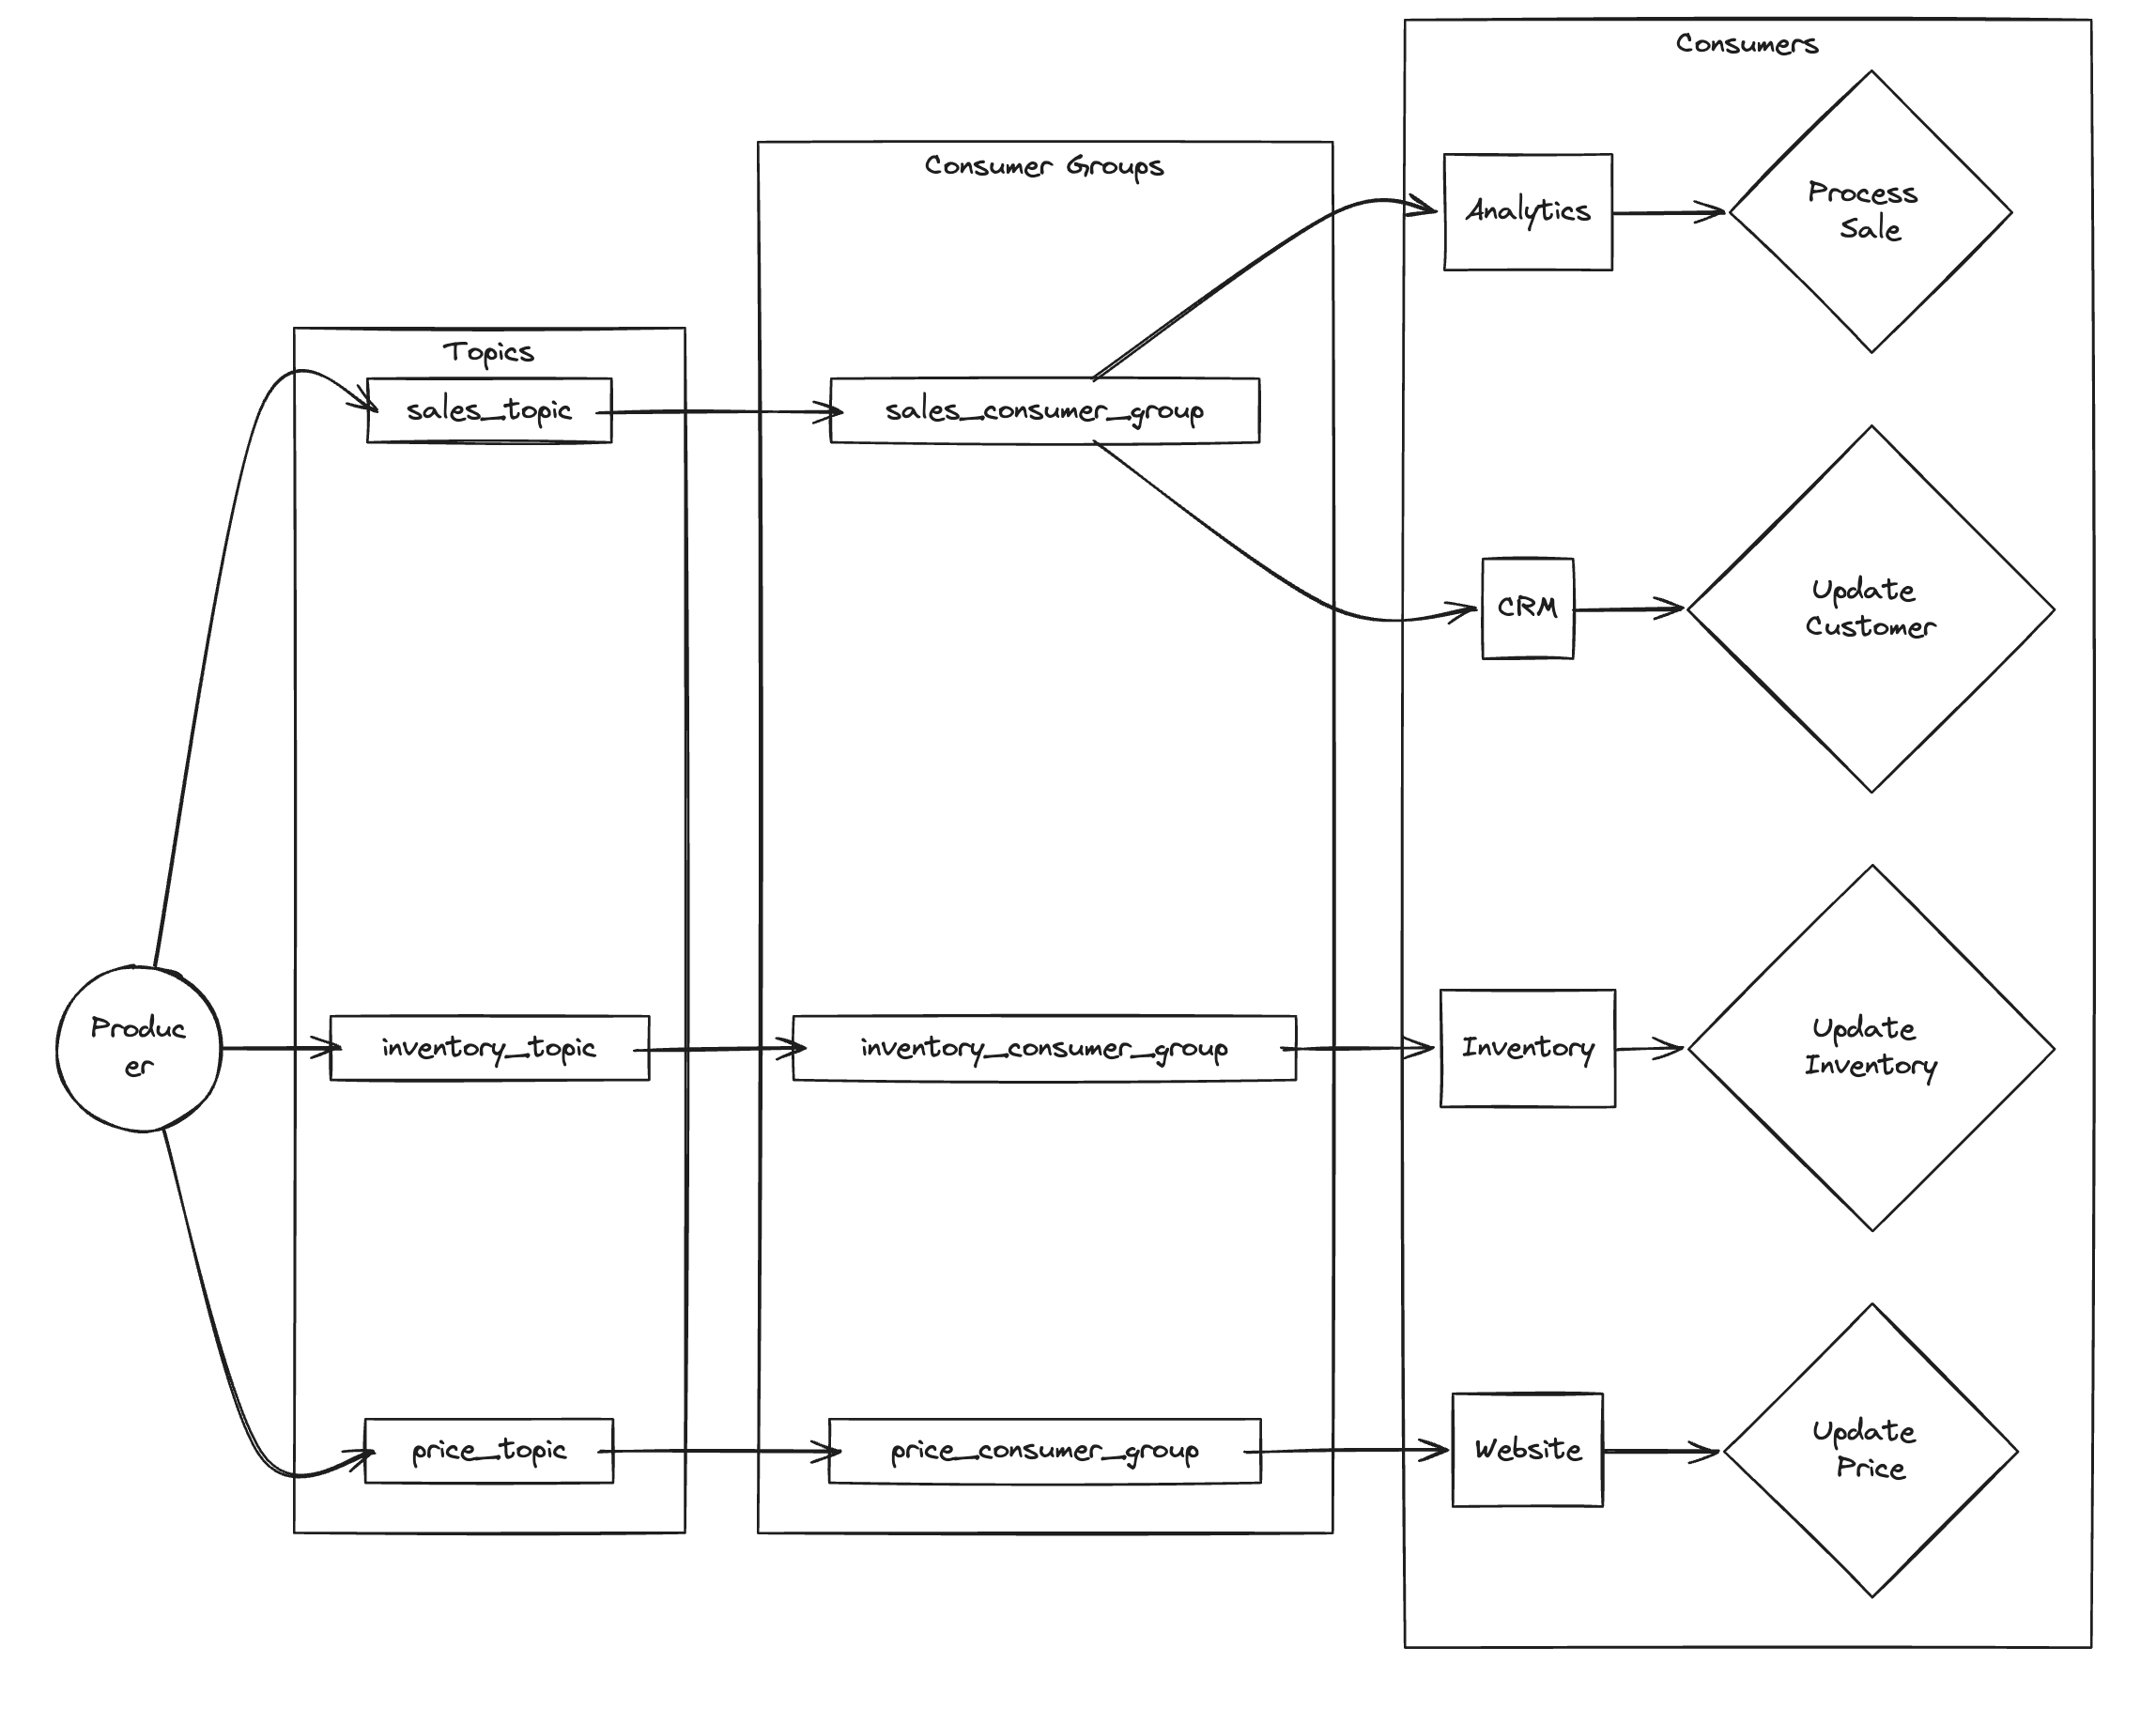 Consumers
Process
Sale
Analytics
Consumer Groups
Topics
sales_topic
sales_consumer_group
Update
Customer
CRM
Produc
er
inventory_topic
inventory_consumer_group
Inventory
Update
Inventory
price_topic
price_consumer_group
Website
Update
Price